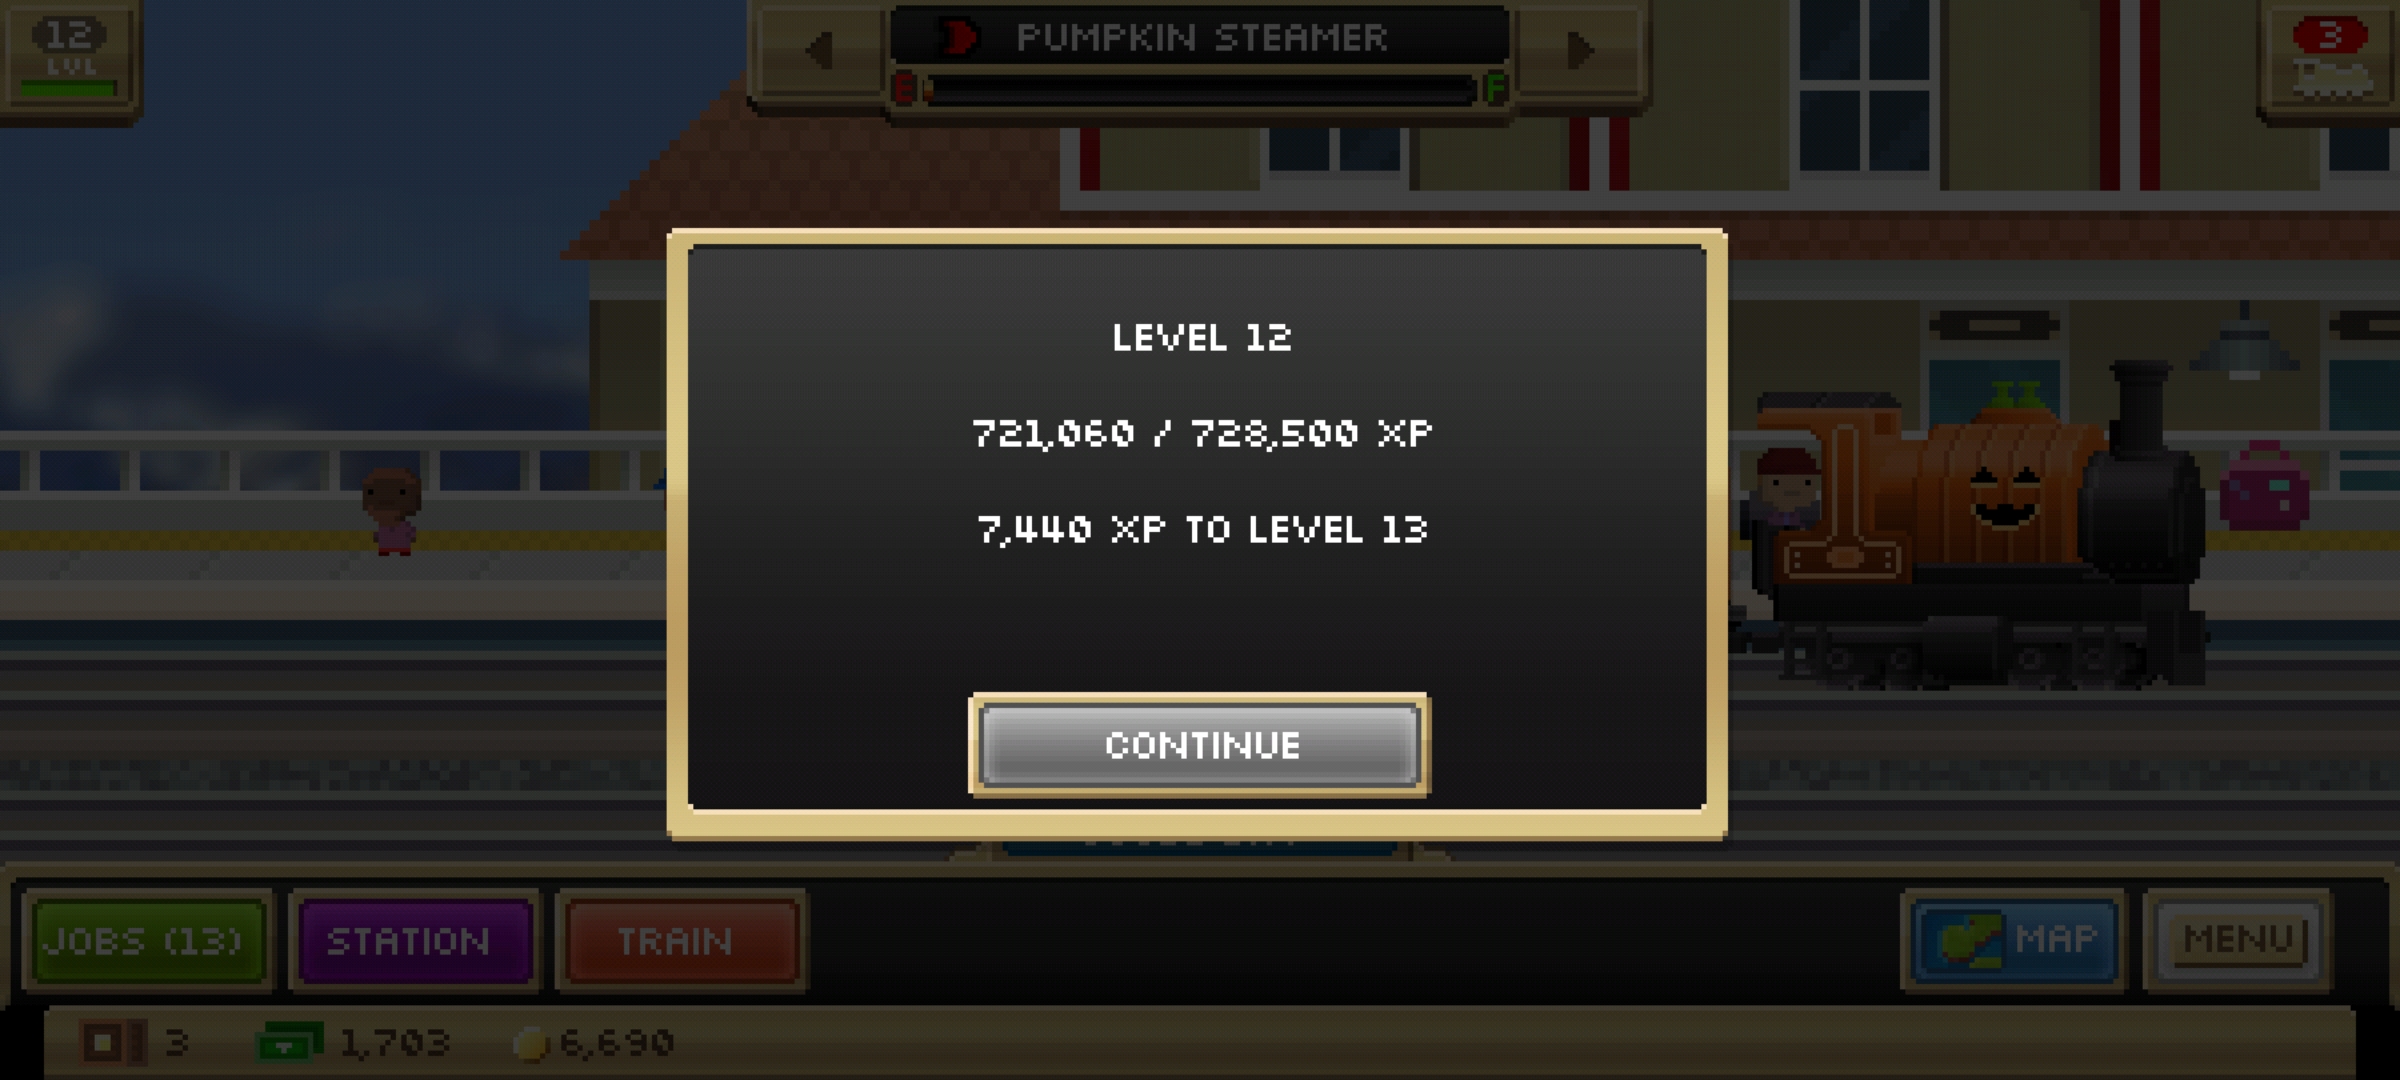 12
LVL
PUMPKIN STEAMER
E
F
3
LEVEL 12
721,060 / 728,500 XP
7,440 XP TO LEVEL 13
CONTINUE
JOBS (13)
STATION
TRAIN
MAP
MENU
3
1,703
6,690